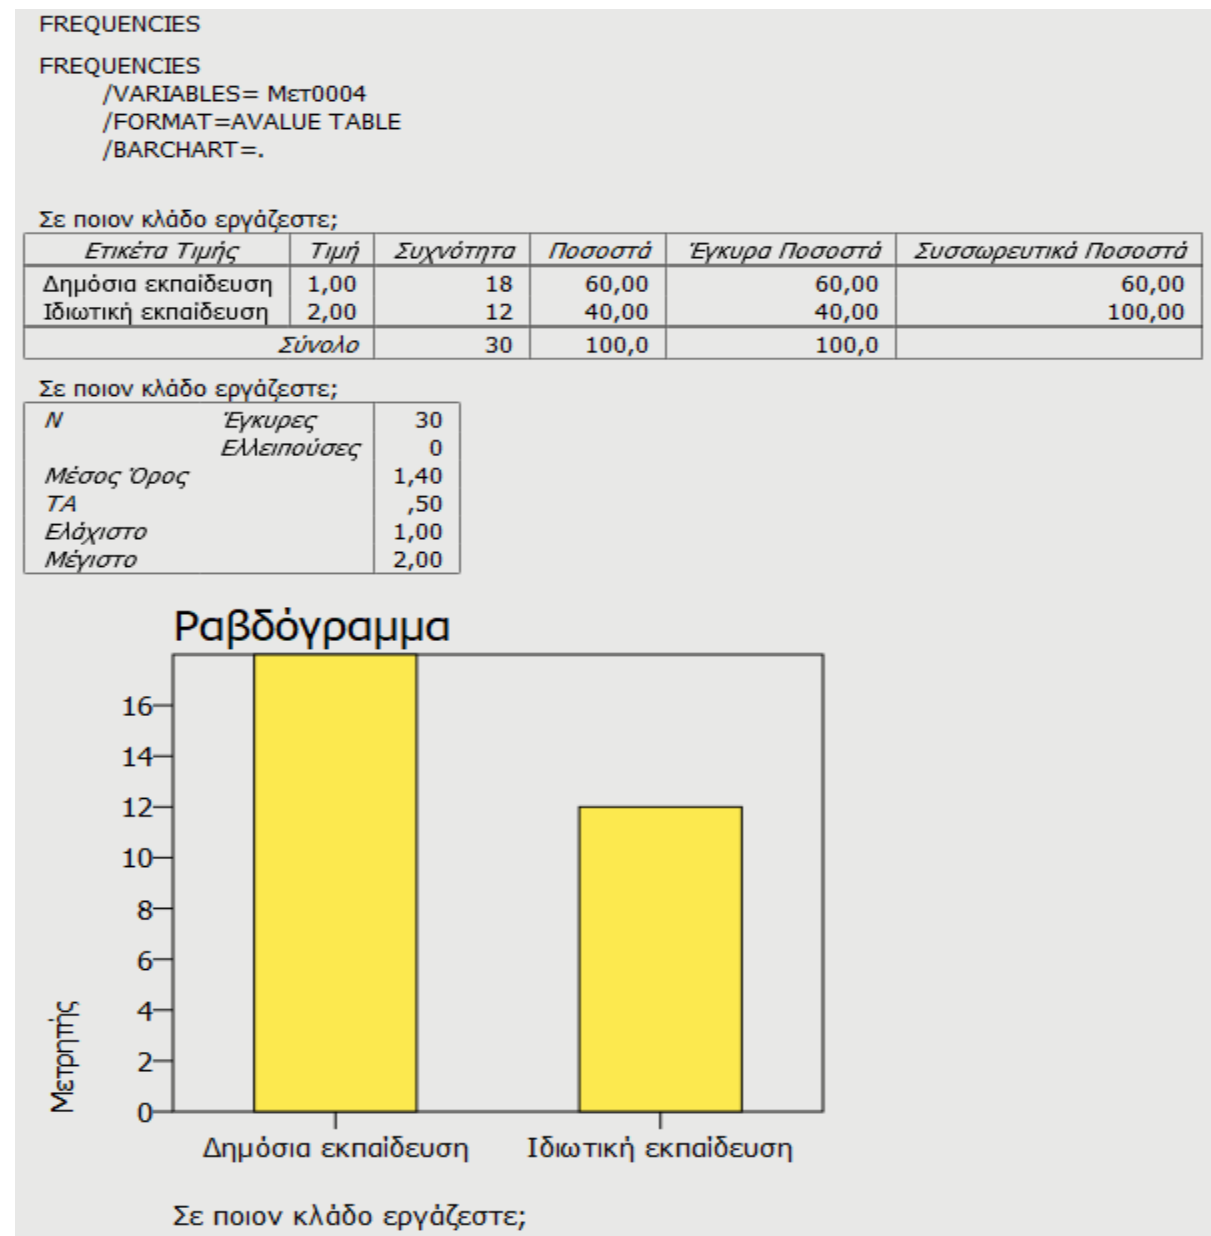 FREQUENCIES
FREQUENCIES
/VARIABLES= Μετ0004
/FORMAT=AVALUE TABLE
/BARCHART=.
Σε ποιον κλάδο εργάζεστε;
Ετικέτα Τιμής Τιμή Συχνότητα Ποσοστά Έγκυρα Ποσοστά Συσσωρευτικά Ποσοστά
Δημόσια εκπαίδευση 1,00 18 60,00 60,00 60,00
Ιδιωτική εκπαίδευση 2,00 12 40,00 40,00 100,00
Σύνολο 30 100,0 100,0
Σε ποιον κλάδο εργάζεστε;
N Έγκυρες 30
Ελλειπούσες 0
Μέσος Όρος 1,40
ΤΑ ,50
Ελάχιστο 1,00
Μέγιστο 2,00
Ραβδόγραμμα
16
14
12
10
8
6
4
2
0
Μετρητής
Δημόσια εκπαίδευση Ιδιωτική εκπαίδευση
Σε ποιον κλάδο εργάζεστε;